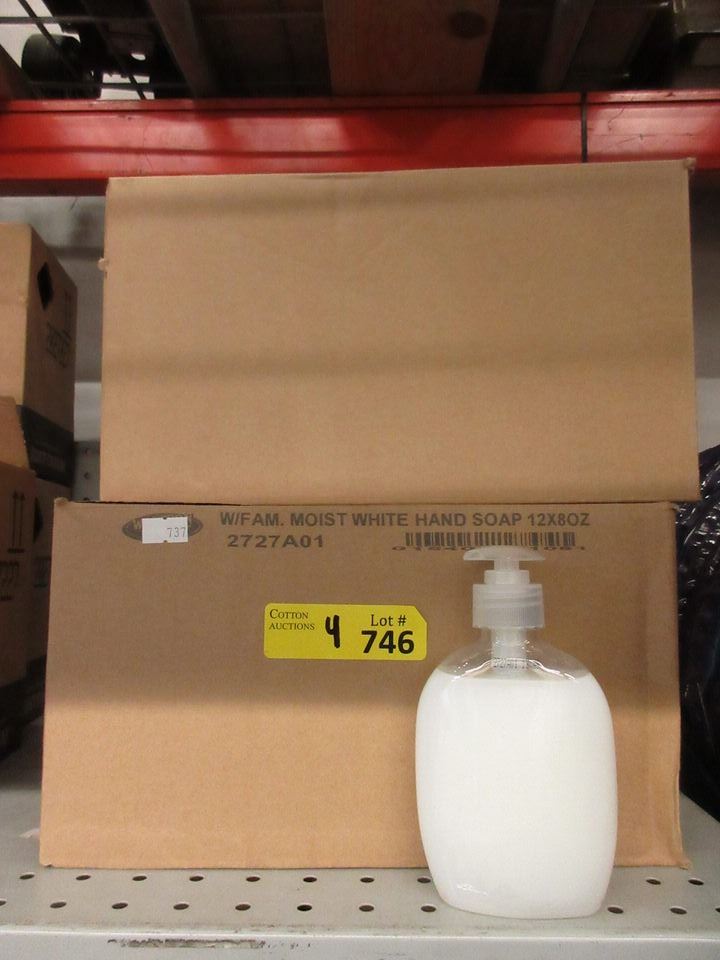 W/FAM. MOIST WHITE HAND SOAP 12X8OZ
737
2727A01
COTTON AUCTIONS 4 Lot # 746